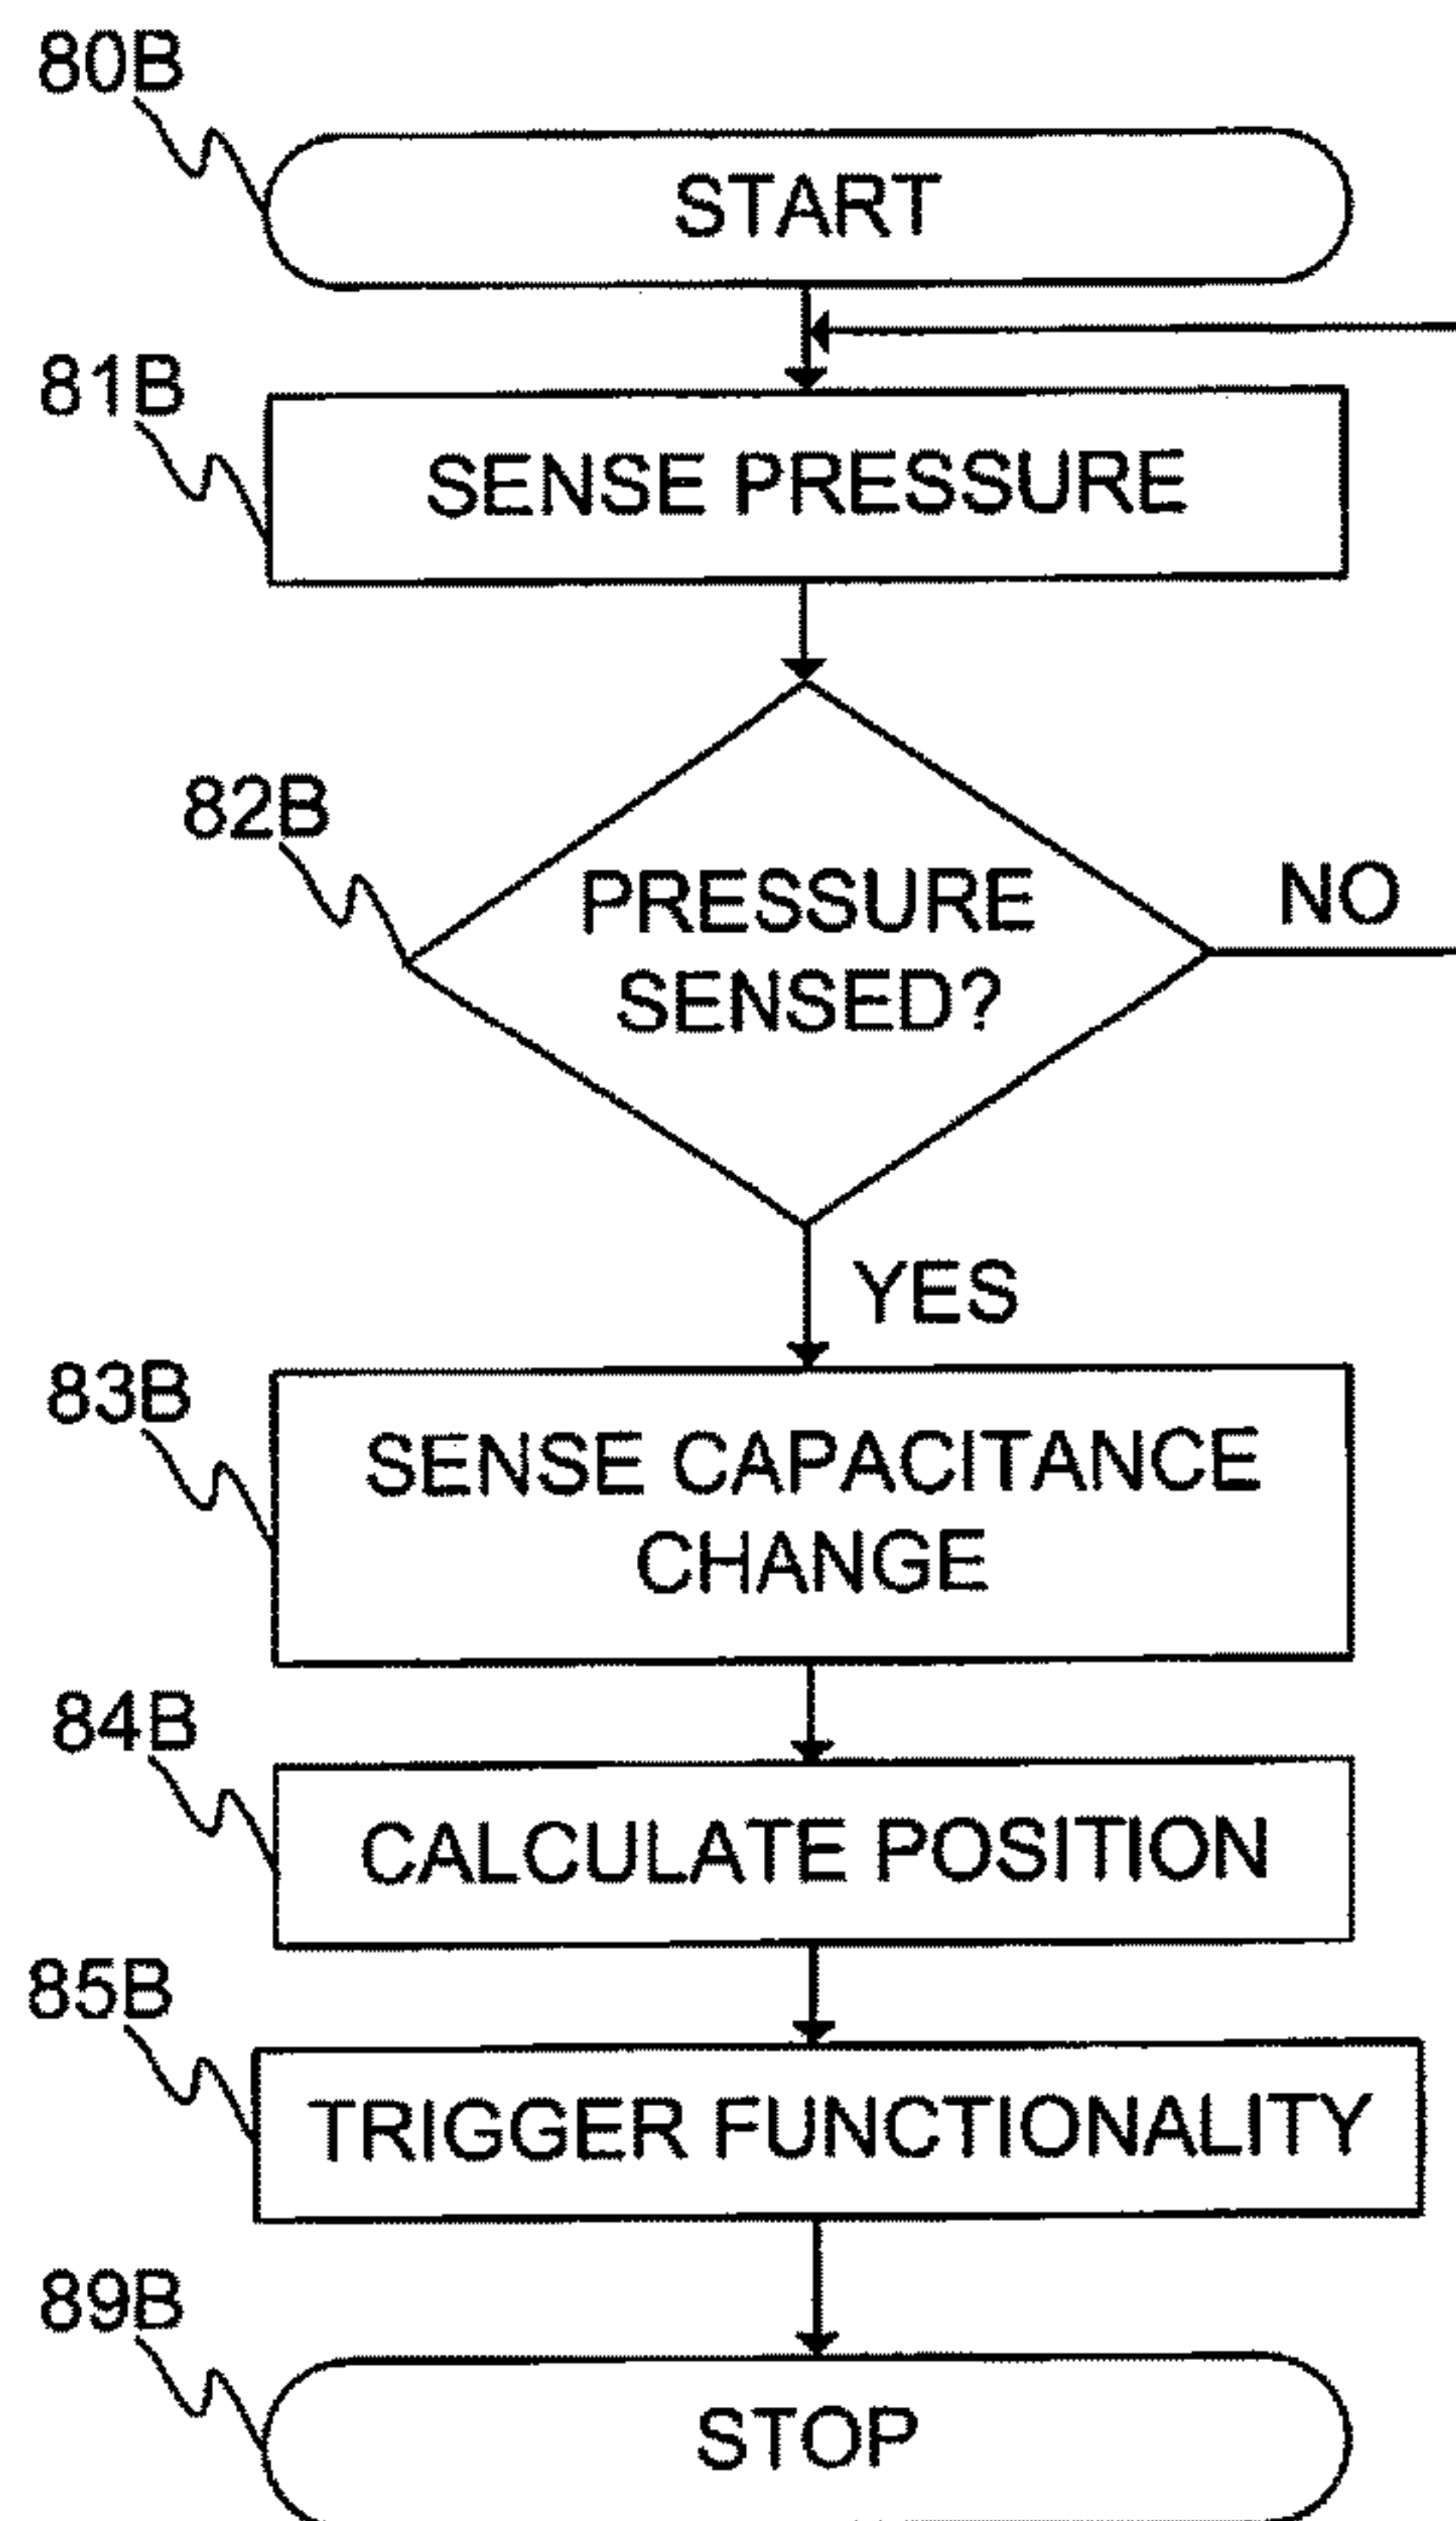 80B
START
81B
SENSE PRESSURE
82B
PRESSURE
SENSED?
NO
YES
83B
SENSE CAPACITANCE
CHANGE
84B
CALCULATE POSITION
85B
TRIGGER FUNCTIONALITY
89B
STOP